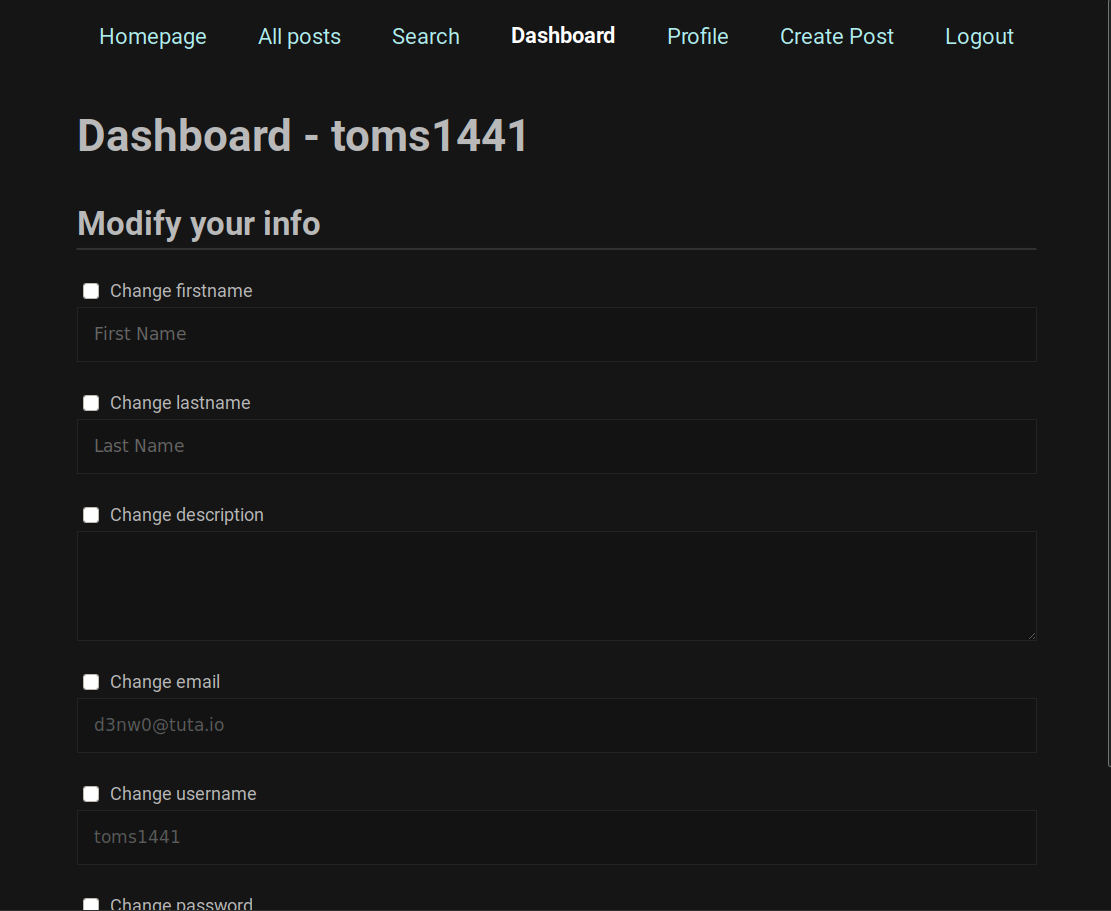 Homepage All posts Search Dashboard Profile Create Post Logout
Dashboard - toms1441
Modify your info
Change firstname
First Name
Change lastname
Last Name
Change description
Change email
d3nw0@tuta.io
Change username
toms1441
Change password